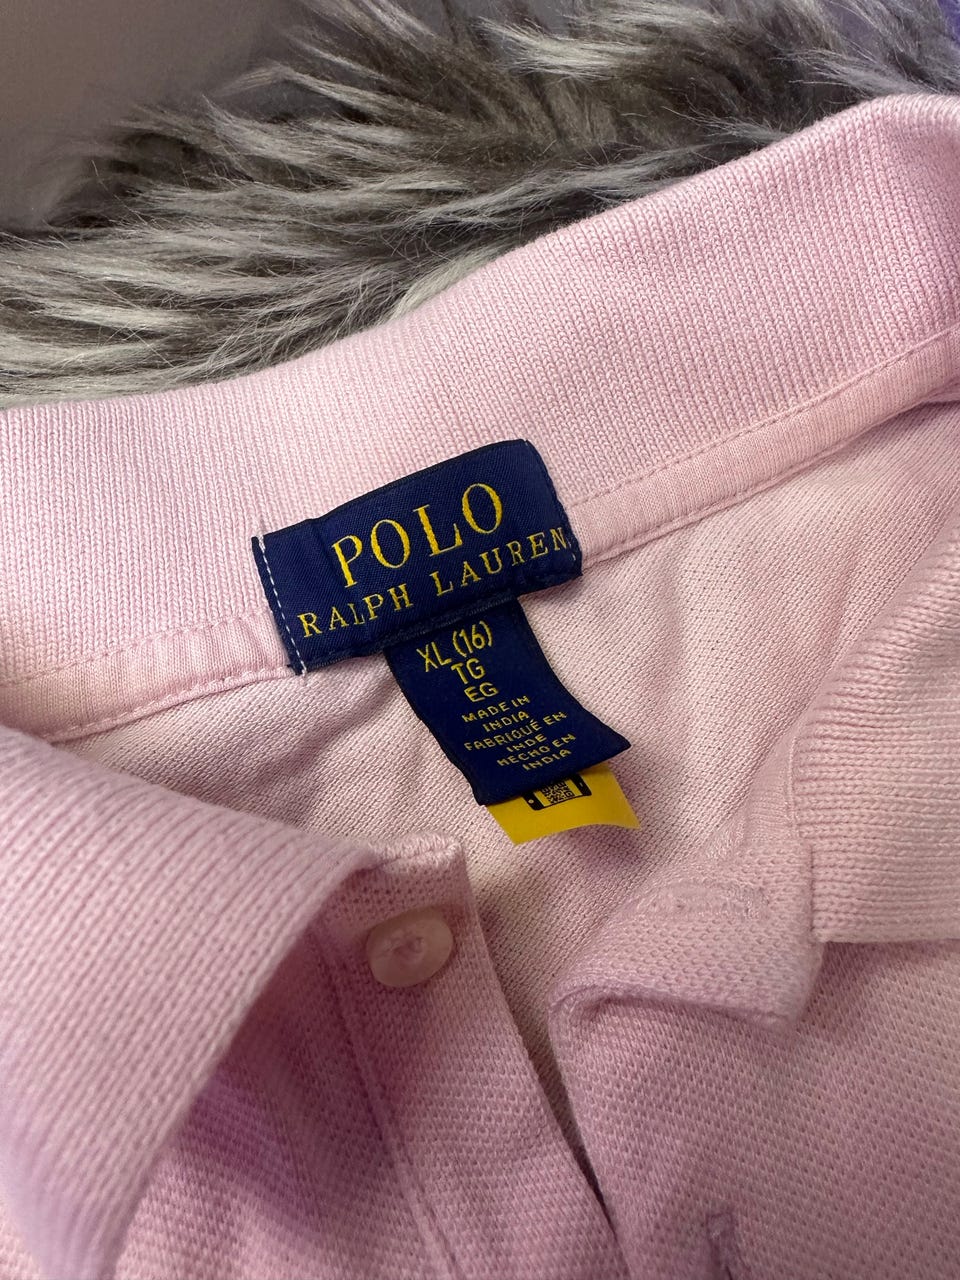 POLO
RALPH LAUREN
XL (16)
TG
EG
MADE IN
INDIA
FABRIQUÉ EN
INDE
HECHO EN
INDIA